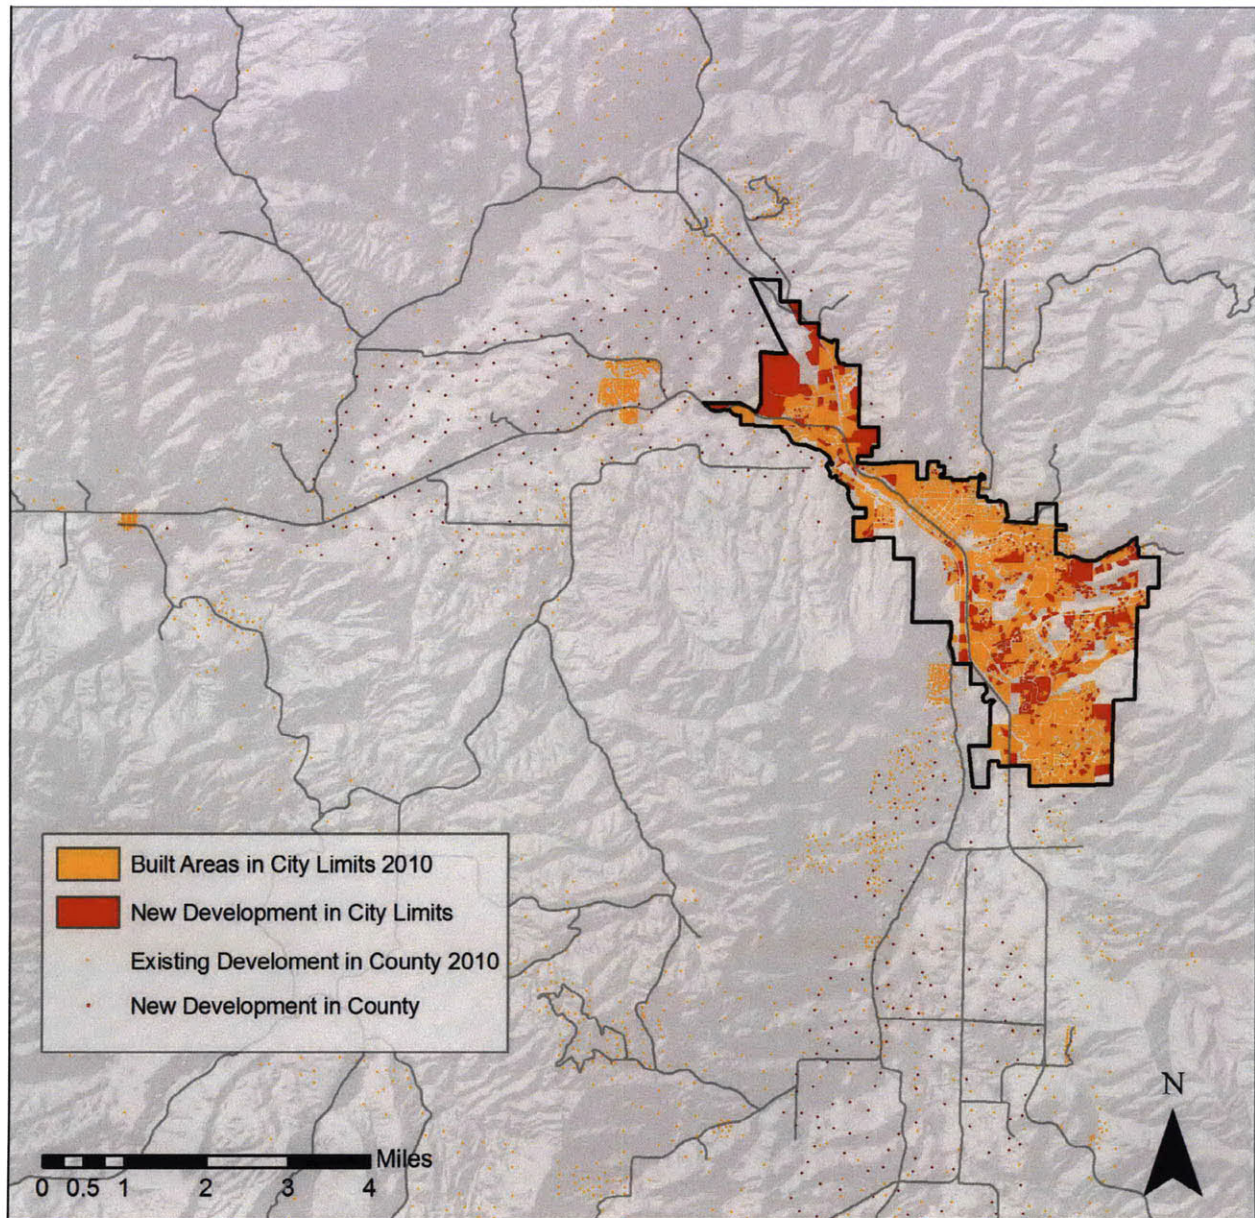 Built Areas in City Limits 2010
New Development in City Limits
Existing Develoment in County 2010
New Development in County
N
Miles
0 0.5 1 2 3 4